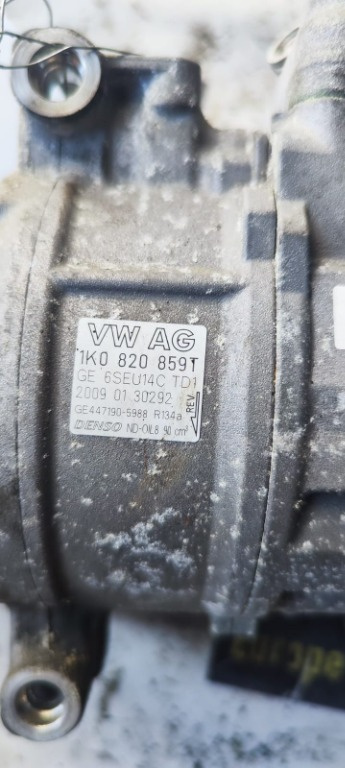 VW AG
1K0 820 859T
GE 6SEU14C TD1
2009 01 30292
REV
GE447190-5988 R134a
DENSO ND-OIL8 90 cm³
Europe